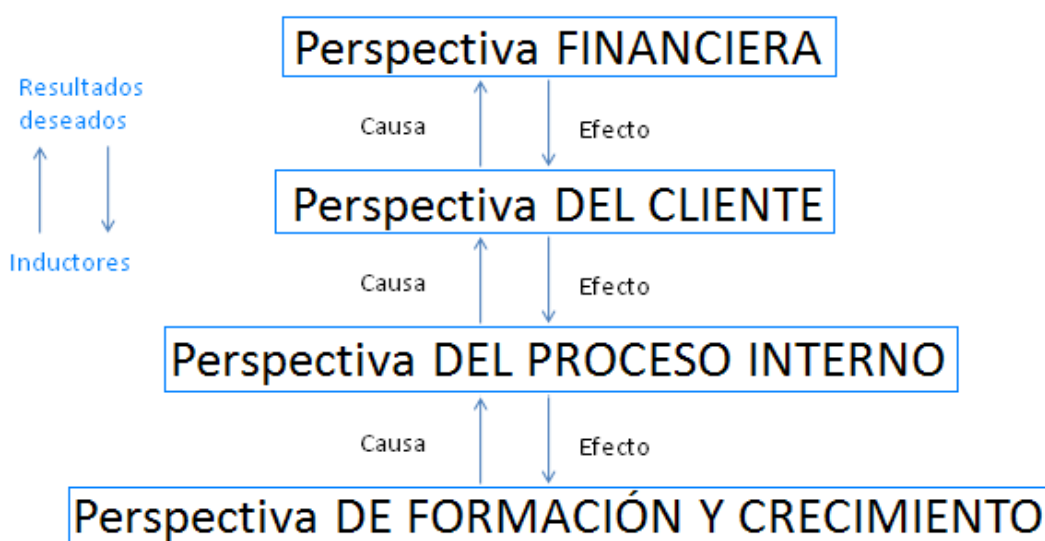 Perspectiva FINANCIERA
Resultados
deseados
Causa
Efecto
Perspectiva DEL CLIENTE
Inductores
Causa
Efecto
Perspectiva DEL PROCESO INTERNO
Causa
Efecto
Perspectiva DE FORMACIÓN Y CRECIMIENTO